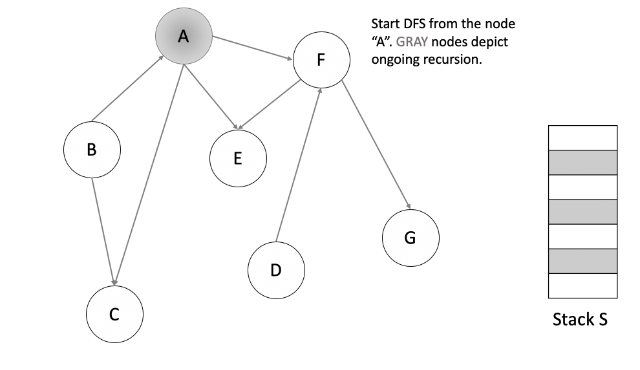 A
Start DFS from the node
“A”. GRAY nodes depict
ongoing recursion.
F
B
E
G
D
C
Stack S